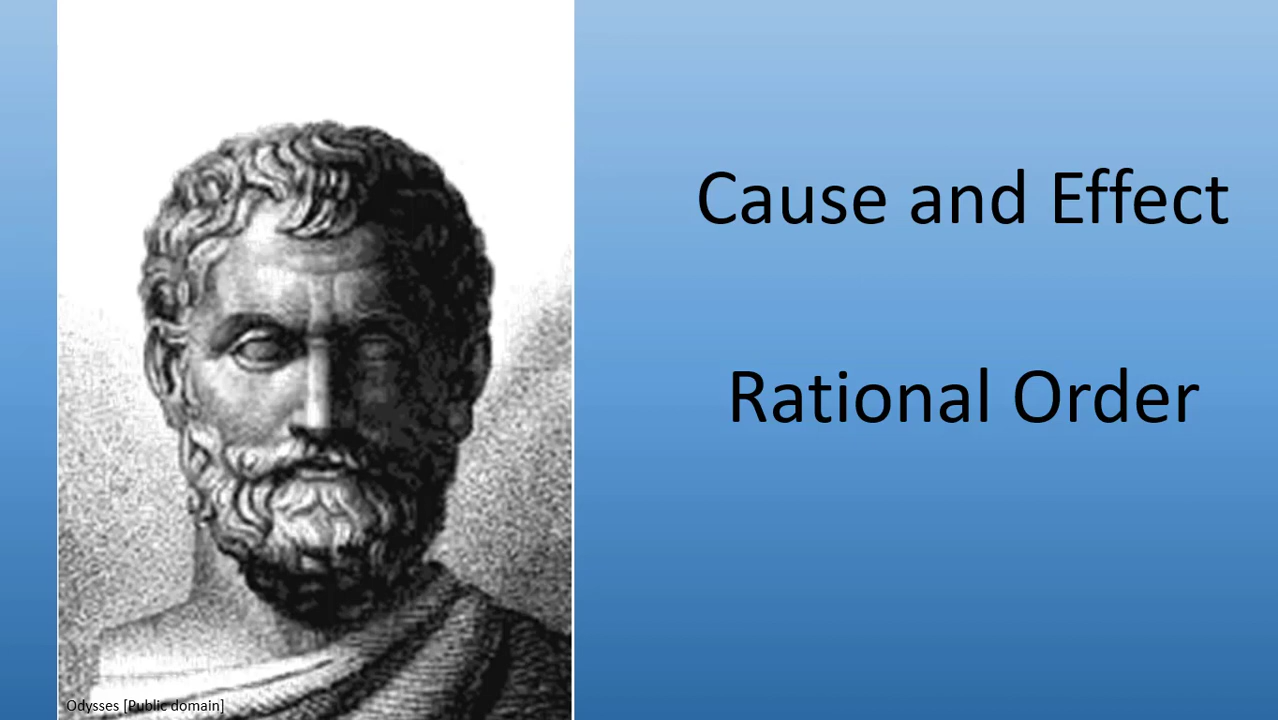 Cause and Effect
Rational Order
Odysses [Public domain]